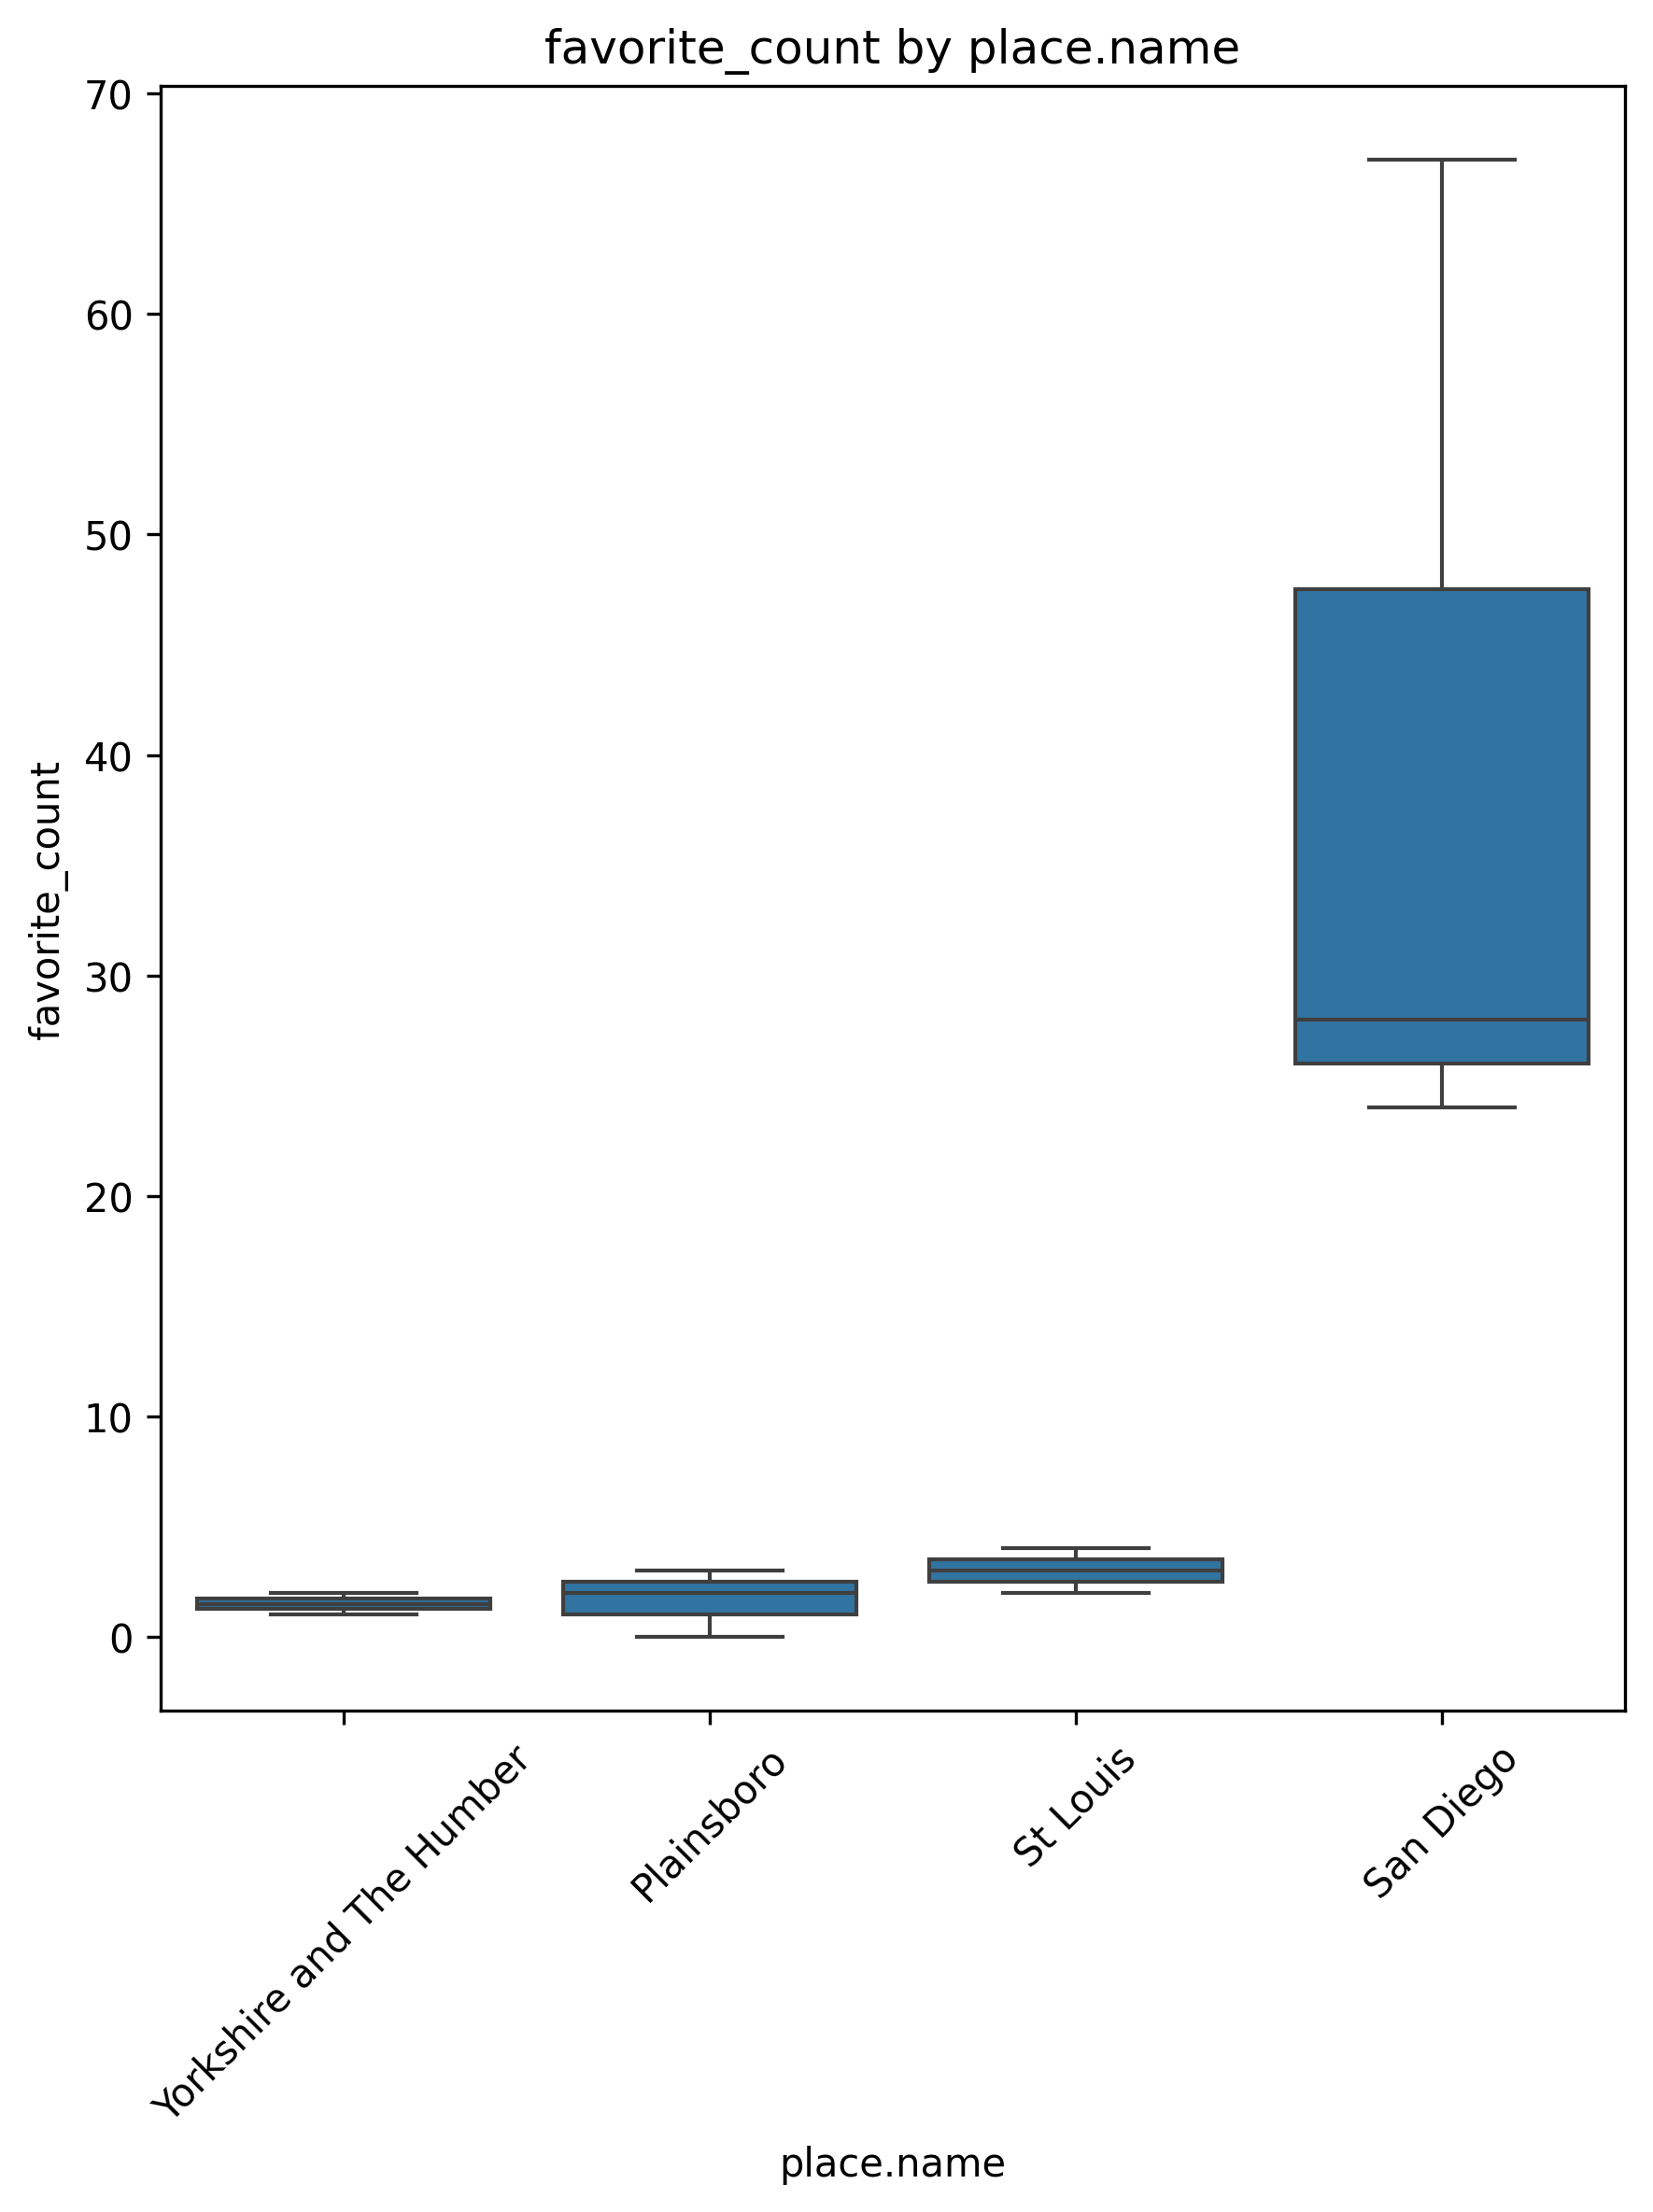 favorite_count by place.name
70
60
50
40
30
20
10
0
favorite_count
Yorkshire and The Humber
Plainsboro
St Louis
San Diego
place.name